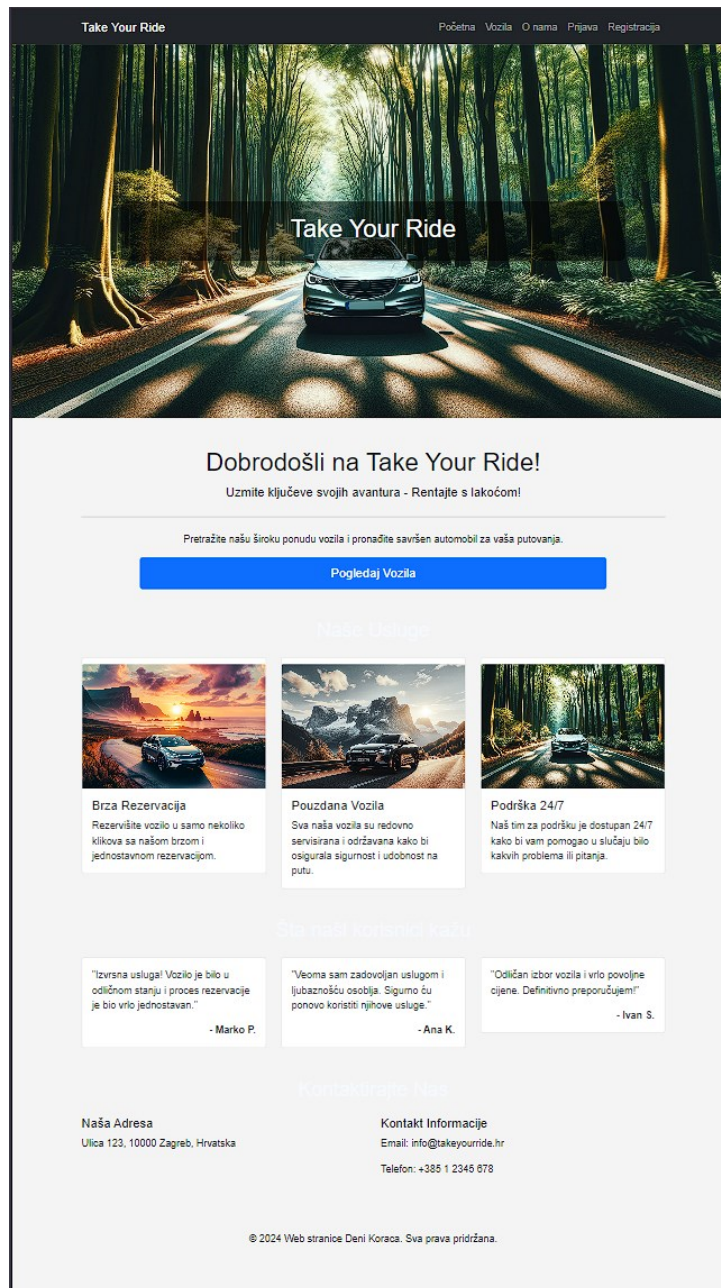 Take Your Ride
Početna Vozila O nama Prijava Registracija
Take Your Ride
Dobrodošli na Take Your Ride!
Uzmite ključeve svojih avantura - Rentajte s lakoćom!
Pretražite našu široku ponudu vozila i pronađite savršen automobil za vaša putovanja.
Pogledaj Vozila
Naše Usluge
Brza Rezervacija
Rezervišite vozilo u samo nekoliko
klikova sa našom brzom i
jednostavnom rezervacijom.
Pouzdana Vozila
Sva naša vozila su redovno
servisirana i održavana kako bi
osigurala sigurnost i udobnost na
putu.
Podrška 24/7
Naš tim za podršku je dostupan 24/7
kako bi vam pomogao u slučaju bilo
kakvih problema ili pitanja.
Šta naši korisnici kažu
"Izvrsna usluga! Vozilo je bilo u
odličnom stanju i proces rezervacije
je bio vrlo jednostavan."
- Marko P.
"Veoma sam zadovoljan uslugom i
ljubaznošću osoblja. Sigurno ću
ponovo koristiti njihove usluge."
- Ana K.
"Odličan izbor vozila i vrlo povoljne
cijene. Definitivno preporučujem!"
- Ivan S.
Kontaktirajte Nas
Naša Adresa
Ulica 123, 10000 Zagreb, Hrvatska
Kontakt Informacije
Email: info@takeyourride.hr
Telefon: +385 1 2345 678
© 2024 Web stranice Deni Koraca. Sva prava pridržana.